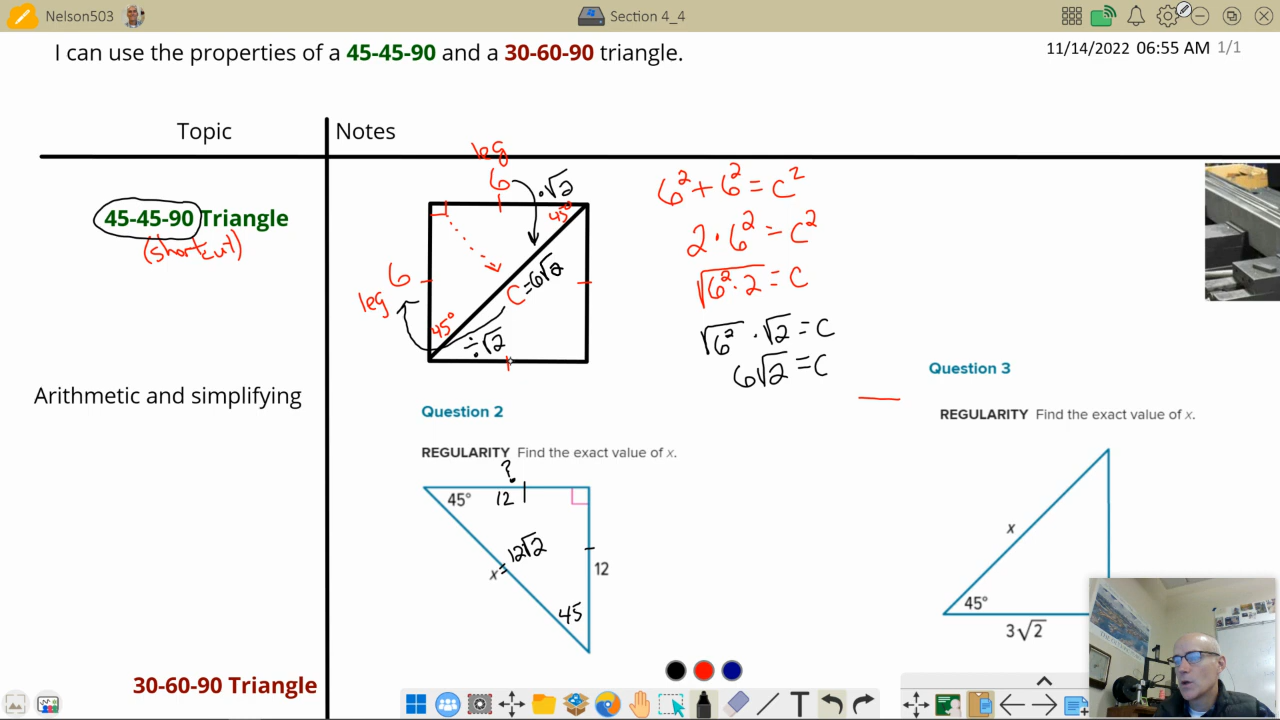 Nelson503
Section 4_4
I can use the properties of a 45-45-90 and a 30-60-90 triangle.
11/14/2022 06:55 AM 1/1
Topic
Notes
45-45-90 Triangle
(shortcut)
leg
6
·√2
45°
6
leg
C=6√2
45°
÷√2
6²+6²=c²
2·6²=c²
√6²·2=c
√6²·√2=c
6√2=c
Arithmetic and simplifying
Question 2
REGULARITY Find the exact value of x.
?
45°
12
12√2
x=
12
45
Question 3
REGULARITY Find the exact value of x.
x
45°
3√2
30-60-90 Triangle
T